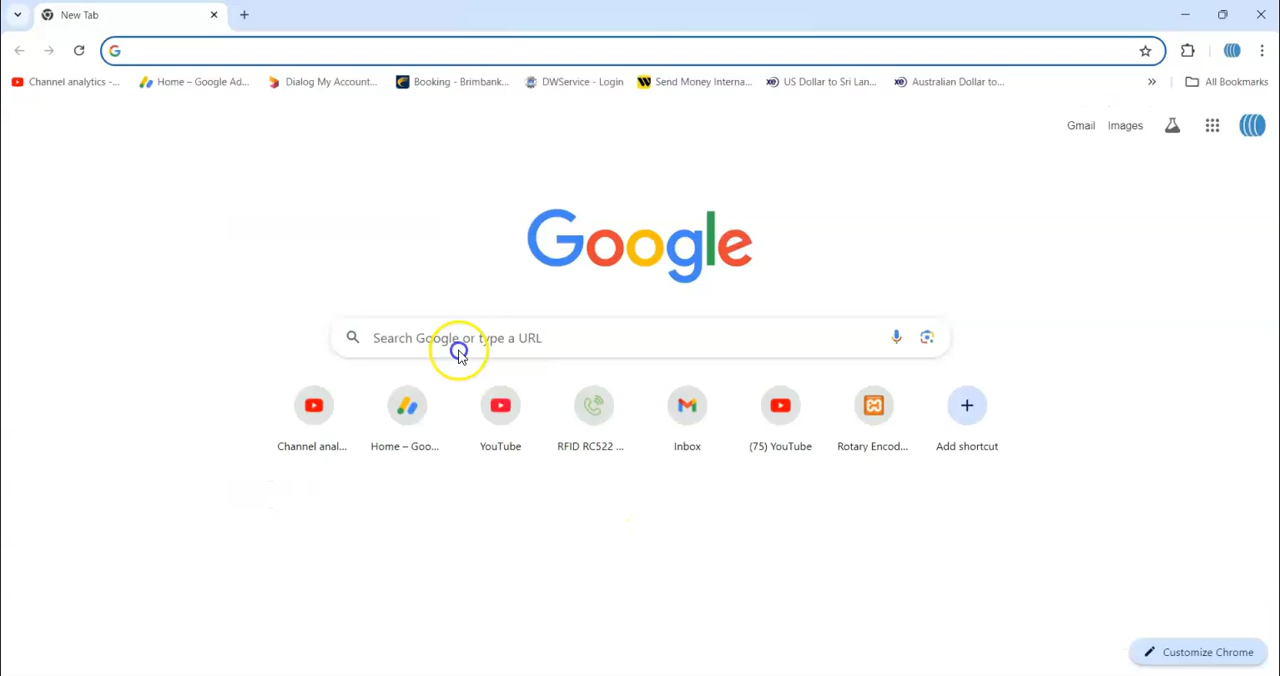 New Tab
Channel analytics -...
Home – Google Ad...
Dialog My Account...
Booking - Brimbank...
DWService - Login
Send Money Interna...
US Dollar to Sri Lan...
Australian Dollar to...
All Bookmarks
Gmail
Images
Google
Search Google or type a URL
Channel anal...
Home – Goo...
YouTube
RFID RC522 ...
Inbox
(75) YouTube
Rotary Encod...
Add shortcut
Customize Chrome